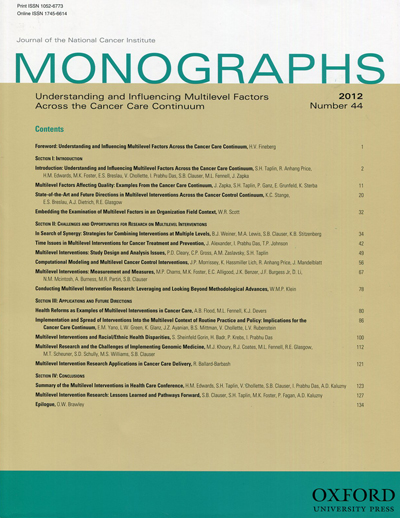 Print ISSN 1052-6773
Online ISSN 1745-6614
Journal of the National Cancer Institute
MONOGRAPHS
Understanding and Influencing Multilevel Factors
Across the Cancer Care Continuum
2012
Number 44
Contents
Foreword: Understanding and Influencing Multilevel Factors Across the Cancer Care Continuum, H.V. Fineberg 1
SECTION I: INTRODUCTION
Introduction: Understanding and Influencing Multilevel Factors Across the Cancer Care Continuum, S.H. Taplin, R. Anhang Price, 2
H.M. Edwards, M.K. Foster, E.S. Breslau, V. Chollette, I. Prabhu Das, S.B. Clauser, M.L. Fennell, J. Zapka
Multilevel Factors Affecting Quality: Examples From the Cancer Care Continuum, J. Zapka, S.H. Taplin, P. Ganz, E. Grunfeld, K. Sterba 11
State-of-the-Art and Future Directions in Multilevel Interventions Across the Cancer Control Continuum, K.C. Stange, 20
E.S. Breslau, A.J. Dietrich, R.E. Glasgow
Embedding the Examination of Multilevel Factors in an Organization Field Context, W.R. Scott 32
SECTION II: CHALLENGES AND OPPORTUNITIES FOR RESEARCH ON MULTILEVEL INTERVENTIONS
In Search of Synergy: Strategies for Combining Interventions at Multiple Levels, B.J. Weiner, M.A. Lewis, S.B. Clauser, K.B. Stitzenberg 34
Time Issues in Multilevel Interventions for Cancer Treatment and Prevention, J. Alexander, I. Prabhu Das, T.P. Johnson 42
Multilevel Interventions: Study Design and Analysis Issues, P.D. Cleary, C.P. Gross, A.M. Zaslavsky, S.H. Taplin 49
Computational Modeling and Multilevel Cancer Control Interventions, J.P. Morrissey, K. Hassmiller Lich, R. Anhang Price, J. Mandelblatt 56
Multilevel Interventions: Measurement and Measures, M.P. Charns, M.K. Foster, E.C. Alligood, J.K. Benzer, J.F. Burgess Jr, D. Li, 67
N.M. McIntosh, A. Burness, M.R. Partin, S.B. Clauser
Conducting Multilevel Intervention Research: Leveraging and Looking Beyond Methodological Advances, W.M.P. Klein 78
SECTION III: APPLICATIONS AND FUTURE DIRECTIONS
Health Reforms as Examples of Multilevel Interventions in Cancer Care, A.B. Flood, M.L. Fennell, K.J. Devers 80
Implementation and Spread of Interventions Into the Multilevel Context of Routine Practice and Policy: Implications for the 86
Cancer Care Continuum, E.M. Yano, L.W. Green, K. Glanz, J.Z. Ayanian, B.S. Mittman, V. Chollette, L.V. Rubenstein
Multilevel Interventions and Racial/Ethnic Health Disparities, S. Sheinfeld Gorin, H. Badr, P. Krebs, I. Prabhu Das 100
Multilevel Research and the Challenges of Implementing Genomic Medicine, M.J. Khoury, R.J. Coates, M.L. Fennell, R.E. Glasgow, 112
M.T. Scheuner, S.D. Schully, M.S. Williams, S.B. Clauser
Multilevel Intervention Research Applications in Cancer Care Delivery, R. Ballard-Barbash 121
SECTION IV: CONCLUSIONS
Summary of the Multilevel Interventions in Health Care Conference, H.M. Edwards, S.H. Taplin, V. Chollette, S.B. Clauser, I. Prabhu Das, A.D. Kaluzny 123
Multilevel Intervention Research: Lessons Learned and Pathways Forward, S.B. Clauser, S.H. Taplin, M.K. Foster, P. Fagan, A.D. Kaluzny 127
Epilogue, O.W. Brawley 134
OXFORD
UNIVERSITY PRESS